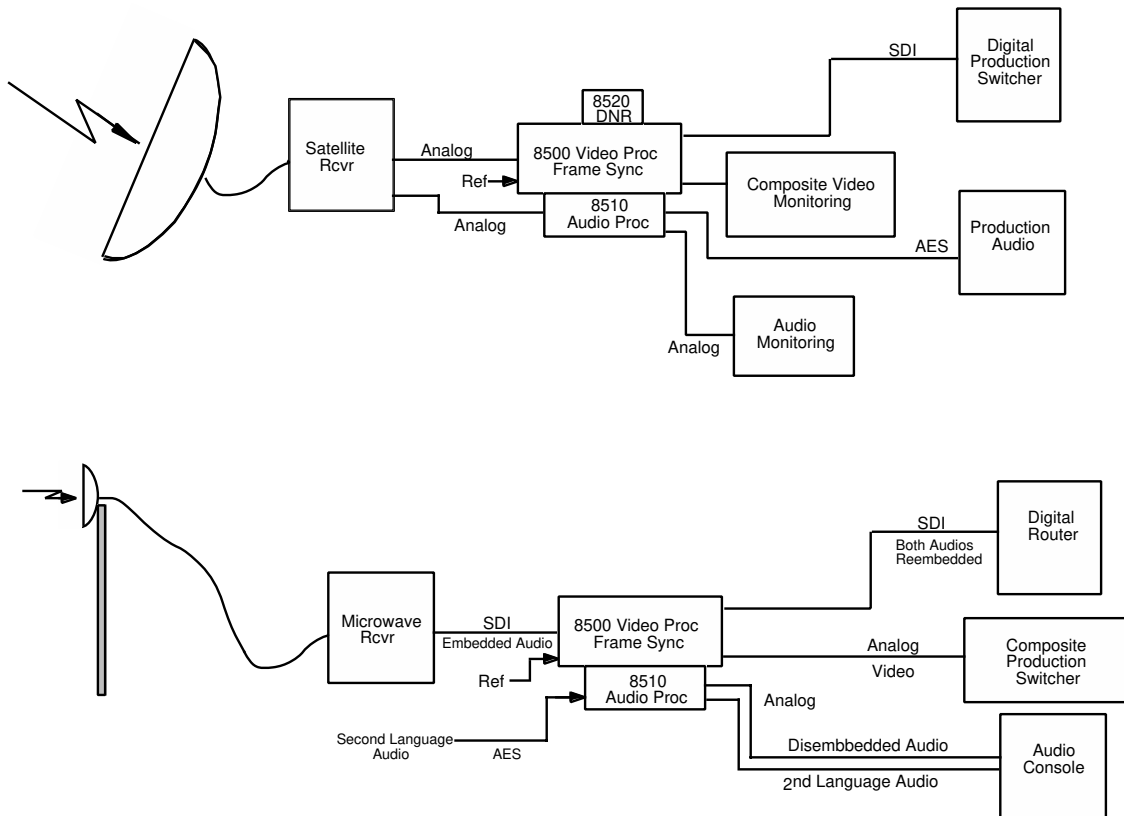 SDI
Digital
Production
Switcher
8520
DNR
Satellite
Rcvr
Analog
8500 Video Proc
Frame Sync
Ref
Composite Video
Monitoring
8510
Audio Proc
Analog
AES
Production
Audio
Audio
Monitoring
Analog
SDI
Both Audios
Reembedded
Digital
Router
Microwave
Rcvr
SDI
Embedded Audio
8500 Video Proc
Frame Sync
Analog
Video
Composite
Production
Switcher
Ref
8510
Audio Proc
Analog
Second Language
Audio
AES
Disembbedded Audio
2nd Language Audio
Audio
Console